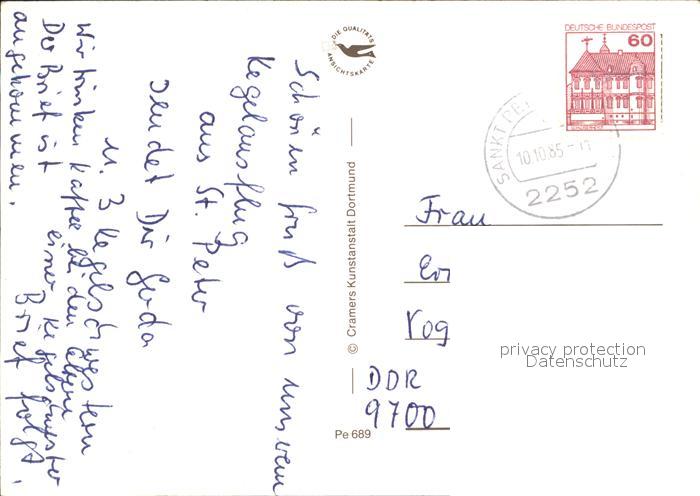 Schönen Gruß von unserem
Kegelausflug
aus St. Peter
sendet Dir Gerda
u. 3 Kegelschwestern
Wir trinken Kaffee bei den Eltern
einer Kegelschwester
Der Brief ist
angekommen.
Brief folgt.
DIE QUALITÄTS
ANSICHTSKARTE
© Cramers Kunstanstalt Dortmund
Pe 689
DEUTSCHE BUNDESPOST
60
SANKT PE
10.10.85
2252
Frau
Vog
DDR
9700
privacy protection
Datenschutz